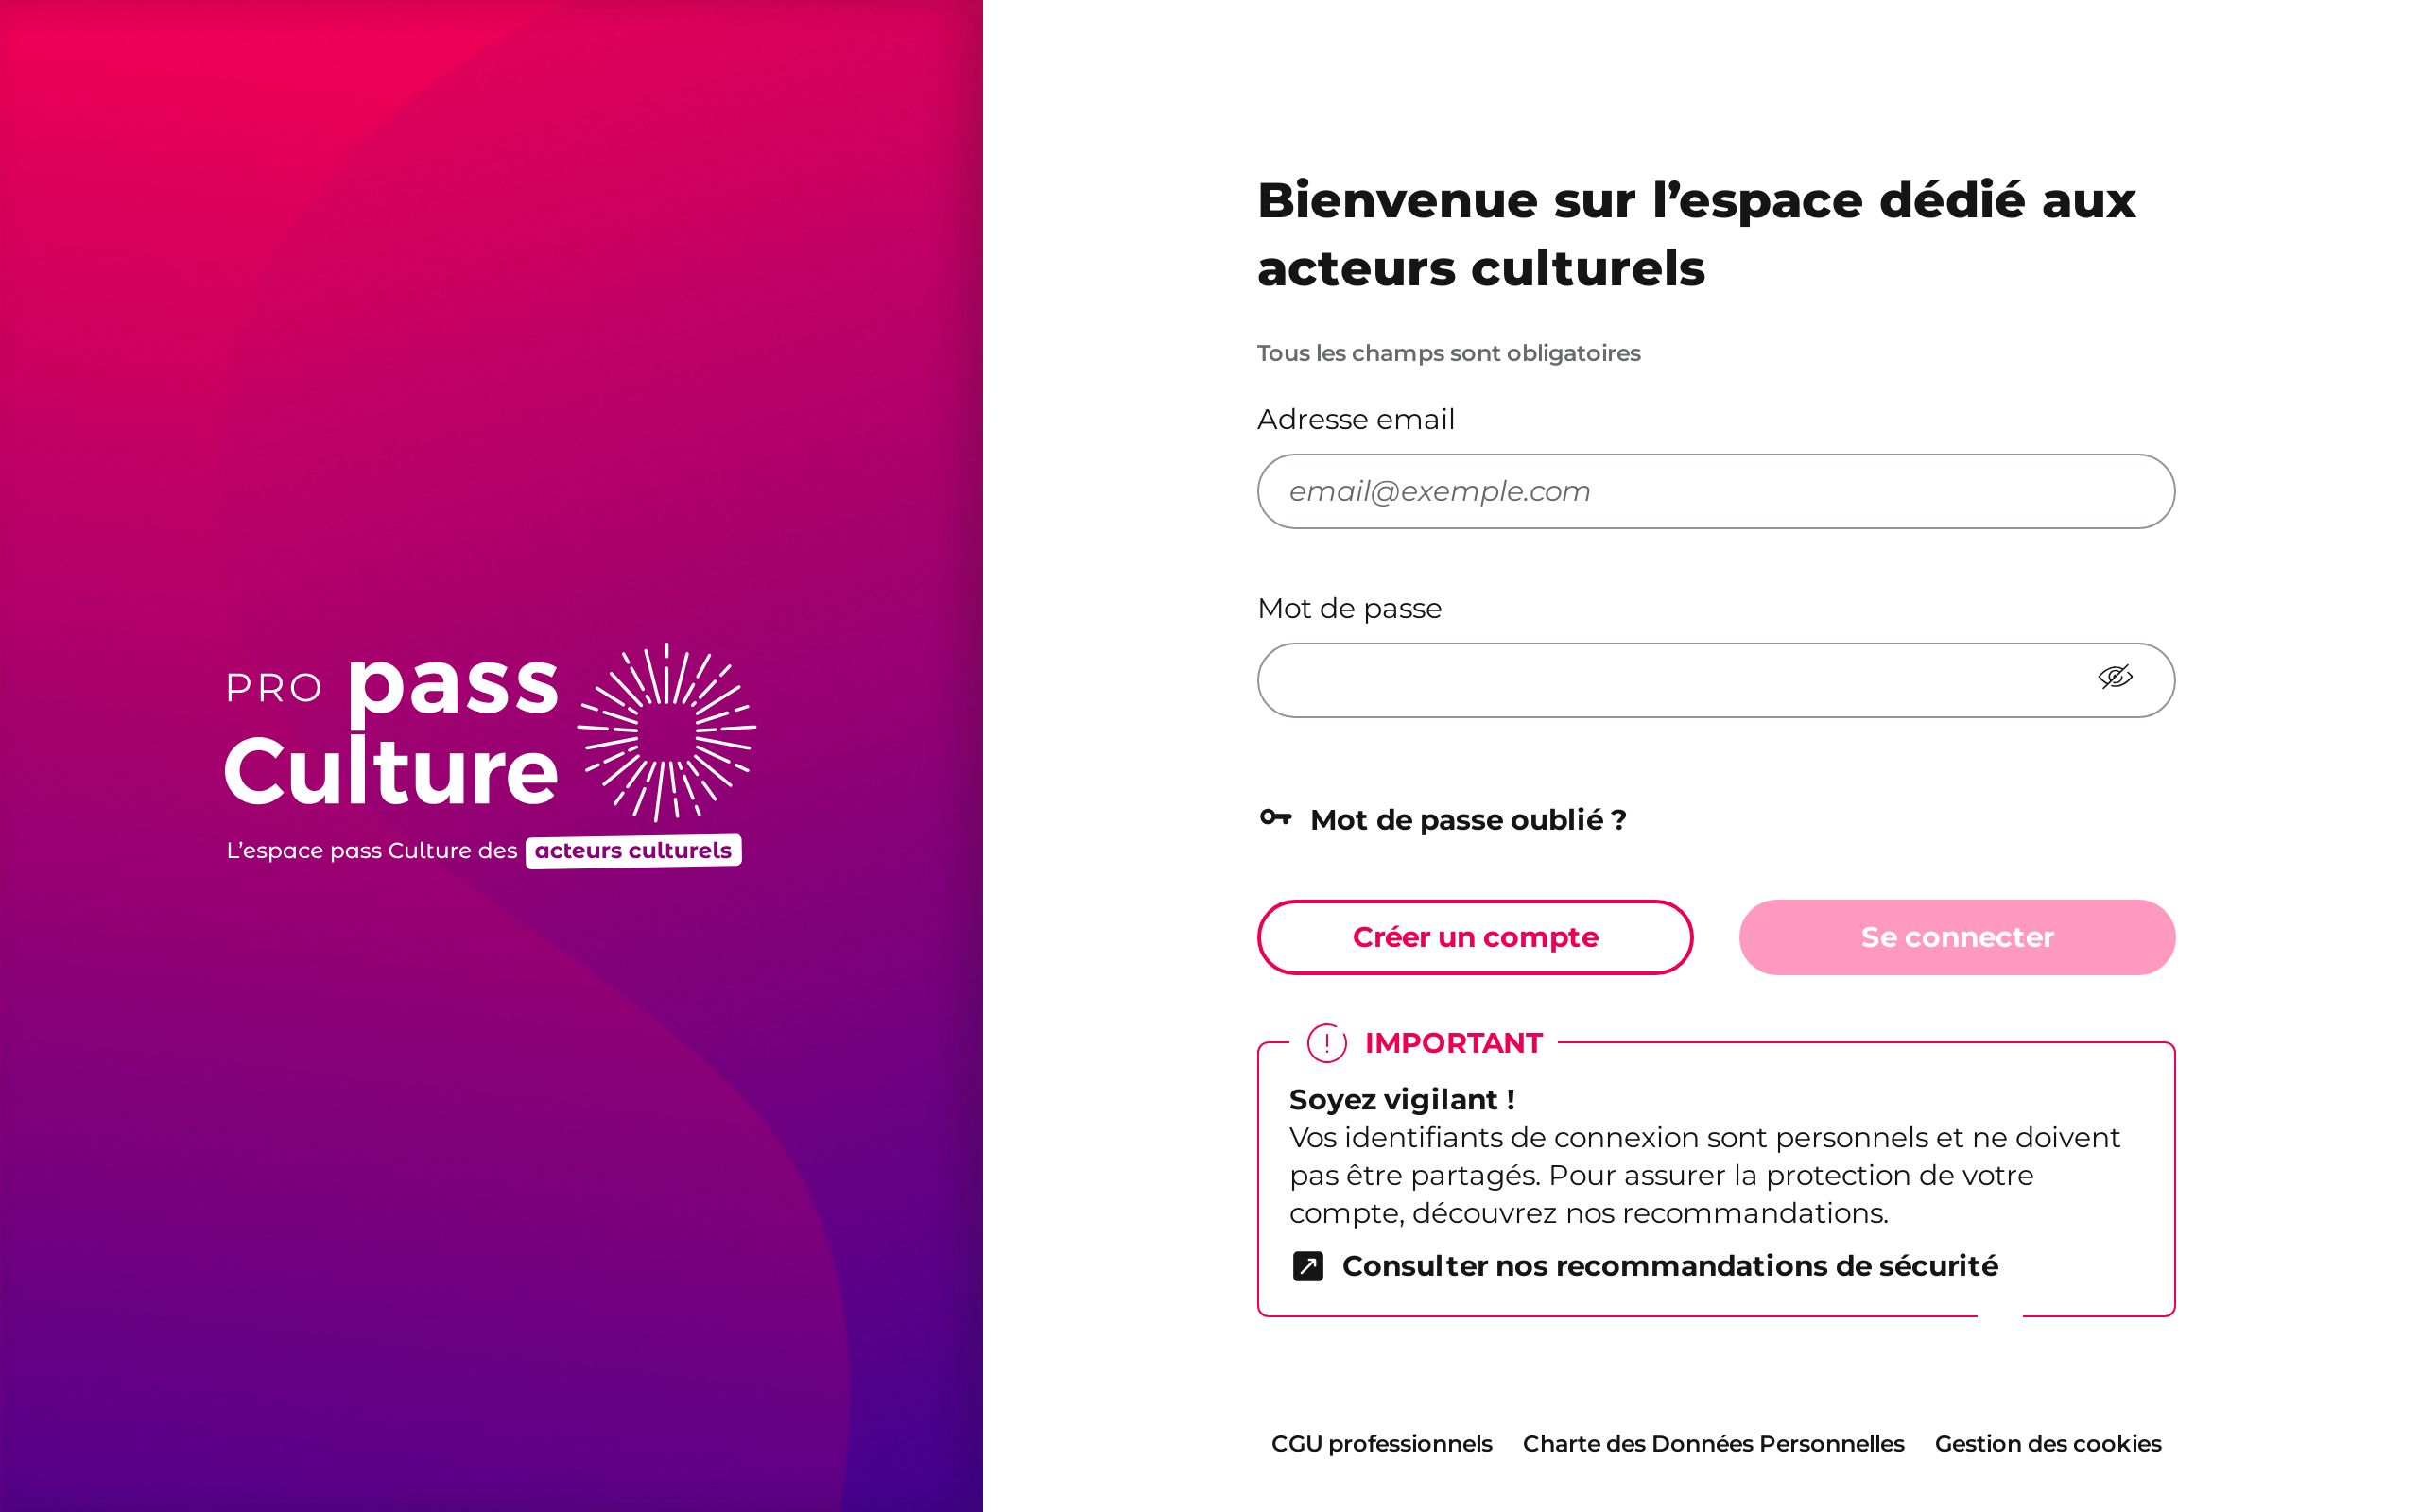 PRO pass
Culture
L’espace pass Culture des acteurs culturels
Bienvenue sur l’espace dédié aux
acteurs culturels
Tous les champs sont obligatoires
Adresse email
email@exemple.com
Mot de passe
Mot de passe oublié ?
Créer un compte
Se connecter
IMPORTANT
Soyez vigilant !
Vos identifiants de connexion sont personnels et ne doivent
pas être partagés. Pour assurer la protection de votre
compte, découvrez nos recommandations.
Consulter nos recommandations de sécurité
CGU professionnels Charte des Données Personnelles Gestion des cookies